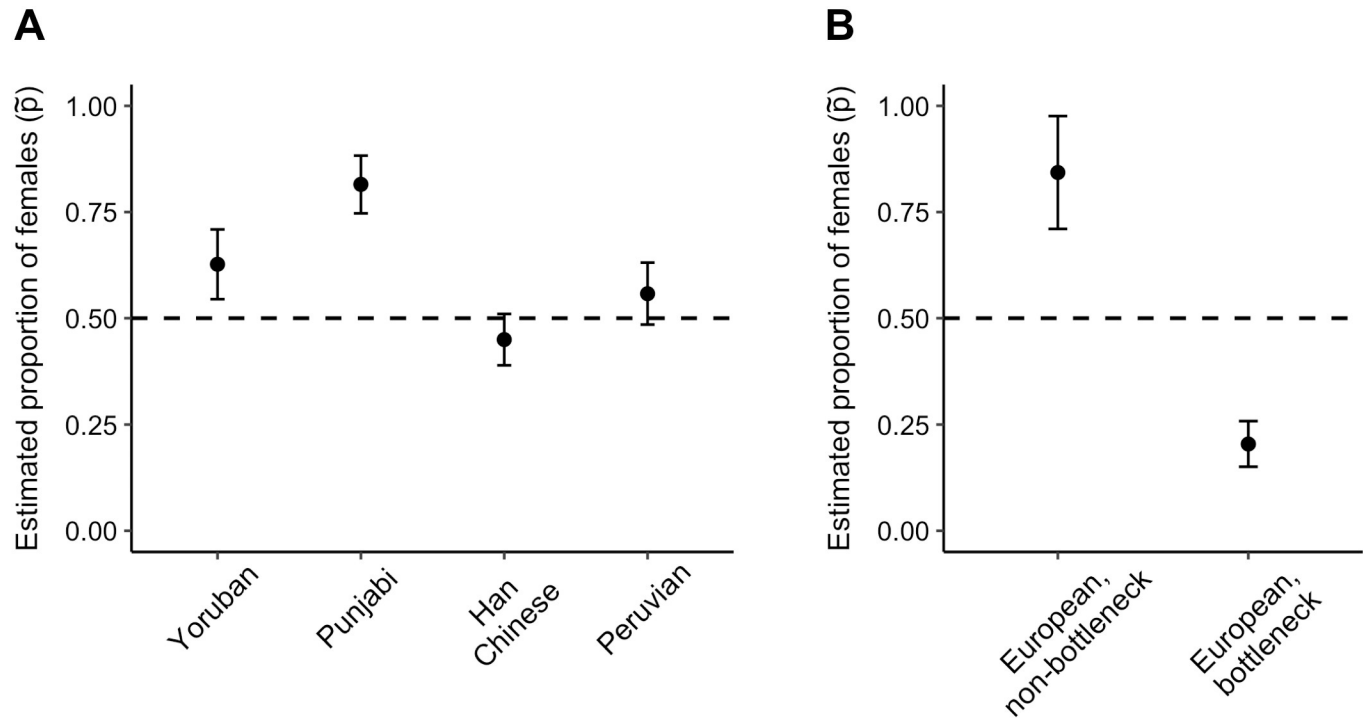 A
Estimated proportion of females (p̃)
1.00
0.75
0.50
0.25
0.00
Yoruban
Punjabi
Han
Chinese
Peruvian
B
Estimated proportion of females (p̃)
1.00
0.75
0.50
0.25
0.00
European,
non-bottleneck
European,
bottleneck